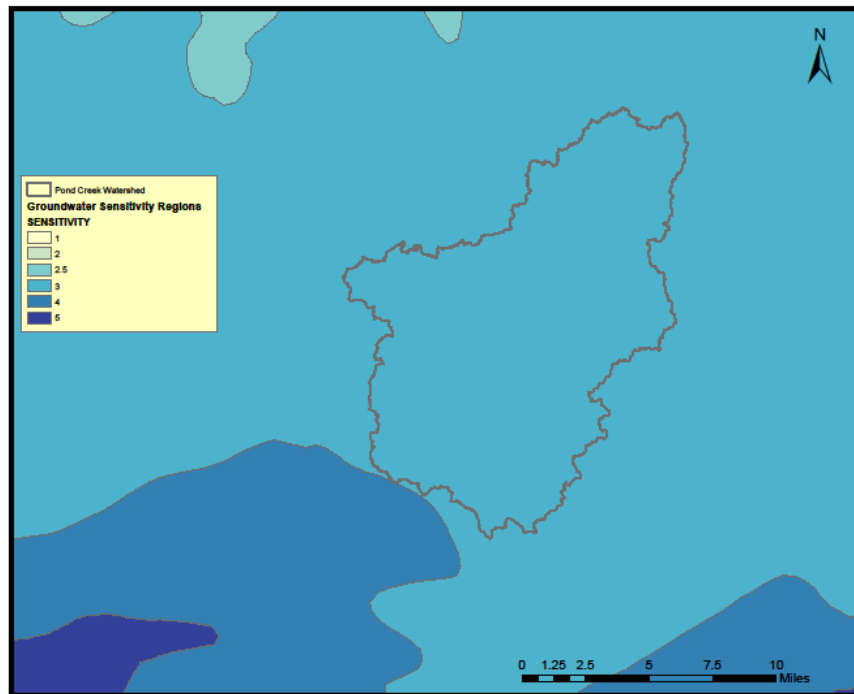 N
Pond Creek Watershed
Groundwater Sensitivity Regions
SENSITIVITY
1
2
2.5
3
4
5
0 1.25 2.5 5 7.5 10
Miles